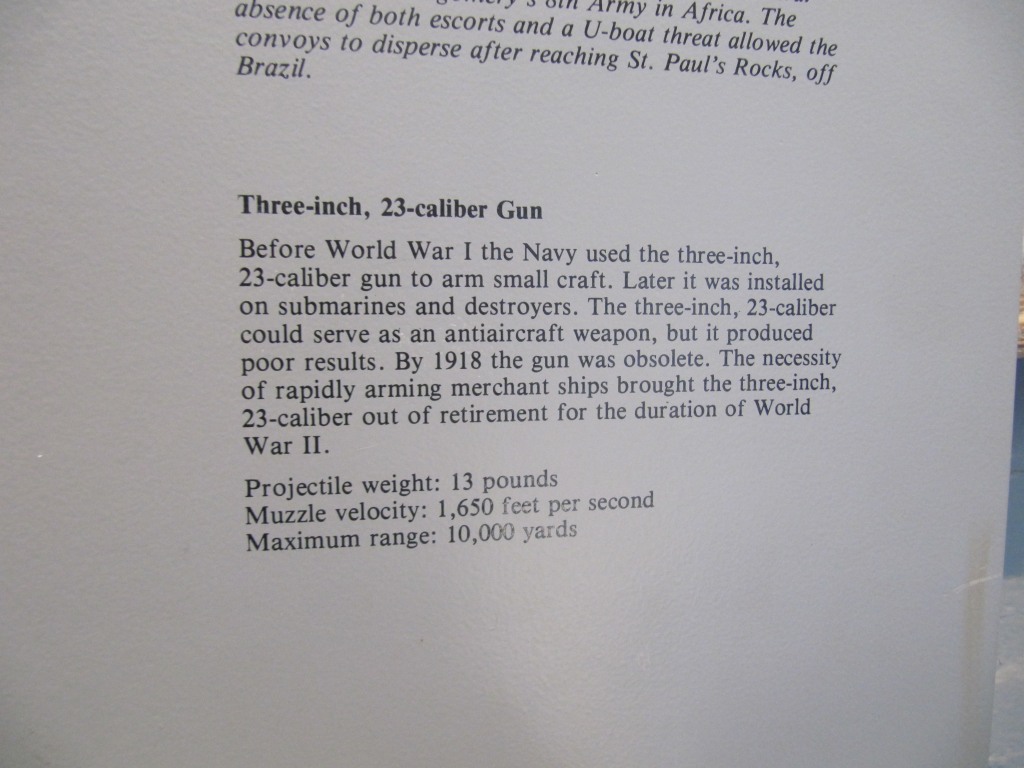 8th Army in Africa. The
absence of both escorts and a U-boat threat allowed the
convoys to disperse after reaching St. Paul's Rocks, off
Brazil.
Three-inch, 23-caliber Gun
Before World War I the Navy used the three-inch,
23-caliber gun to arm small craft. Later it was installed
on submarines and destroyers. The three-inch, 23-caliber
could serve as an antiaircraft weapon, but it produced
poor results. By 1918 the gun was obsolete. The necessity
of rapidly arming merchant ships brought the three-inch,
23-caliber out of retirement for the duration of World
War II.
Projectile weight: 13 pounds
Muzzle velocity: 1,650 feet per second
Maximum range: 10,000 yards